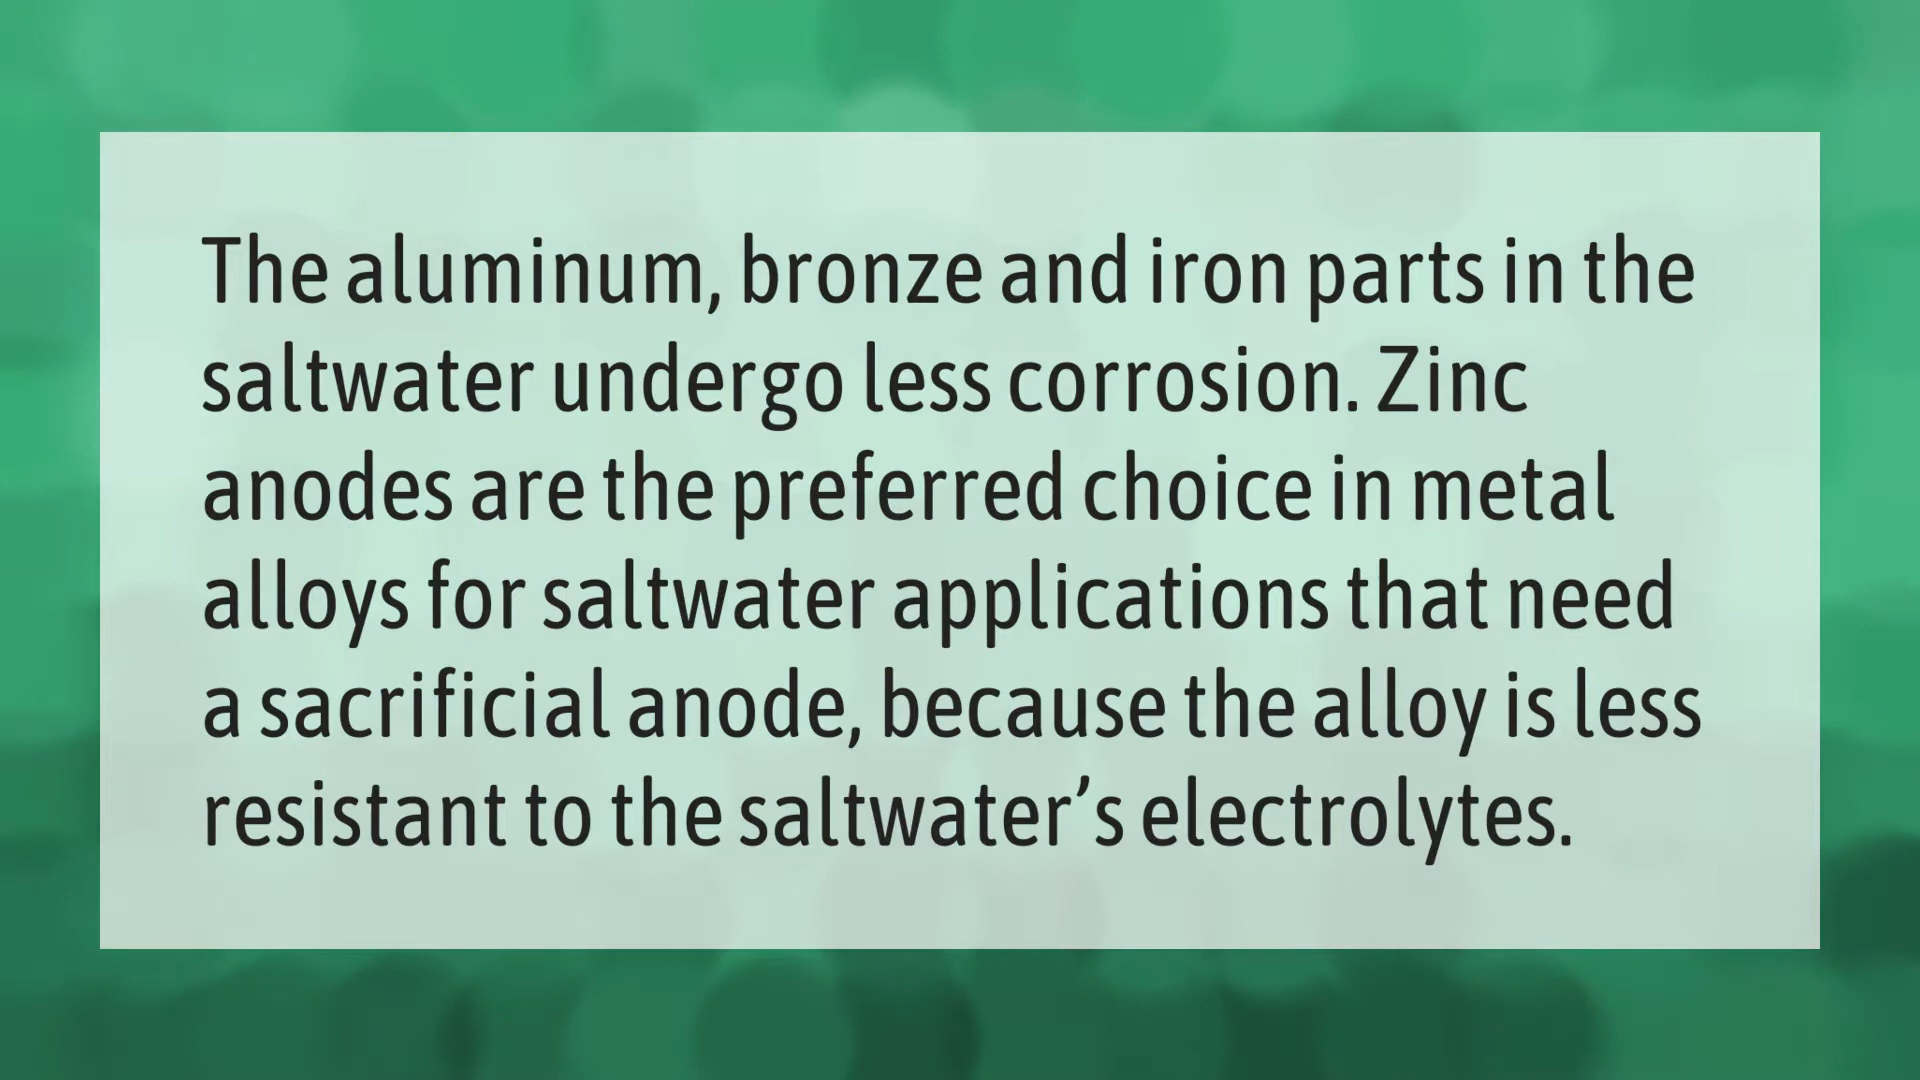 The aluminum, bronze and iron parts in the
saltwater undergo less corrosion. Zinc
anodes are the preferred choice in metal
alloys for saltwater applications that need
a sacrificial anode, because the alloy is less
resistant to the saltwater’s electrolytes.